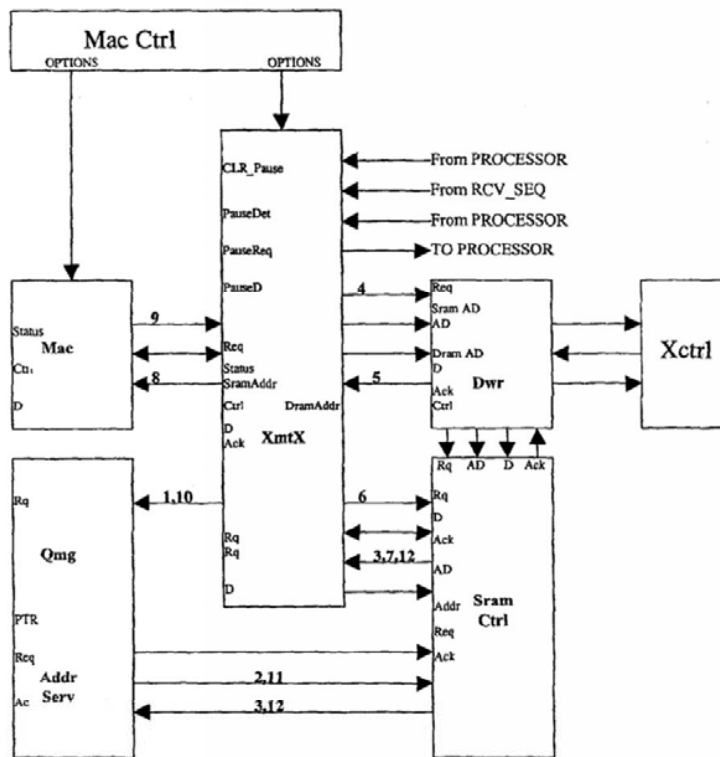 Mac Ctrl
OPTIONS
OPTIONS
CLR_Pause
PauseDet
PauseReq
PauseD
Req
Status
SramAddr
Ctrl
DramAddr
D
XmtX
Ack
Rq
Rq
D
From PROCESSOR
From RCV_SEQ
From PROCESSOR
TO PROCESSOR
Status
Mac
D
9
8
4
5
Req
Sram AD
AD
Dram AD
D
Dwr
Ack
Ctrl
Xctrl
Rq
Qmg
PTR
Req
Addr
Serv
Ac
1,10
6
3,7,12
2,11
3,12
Rq
AD
D
Ack
Rq
D
Ack
AD
Addr
Sram
Ctrl
Req
Ack